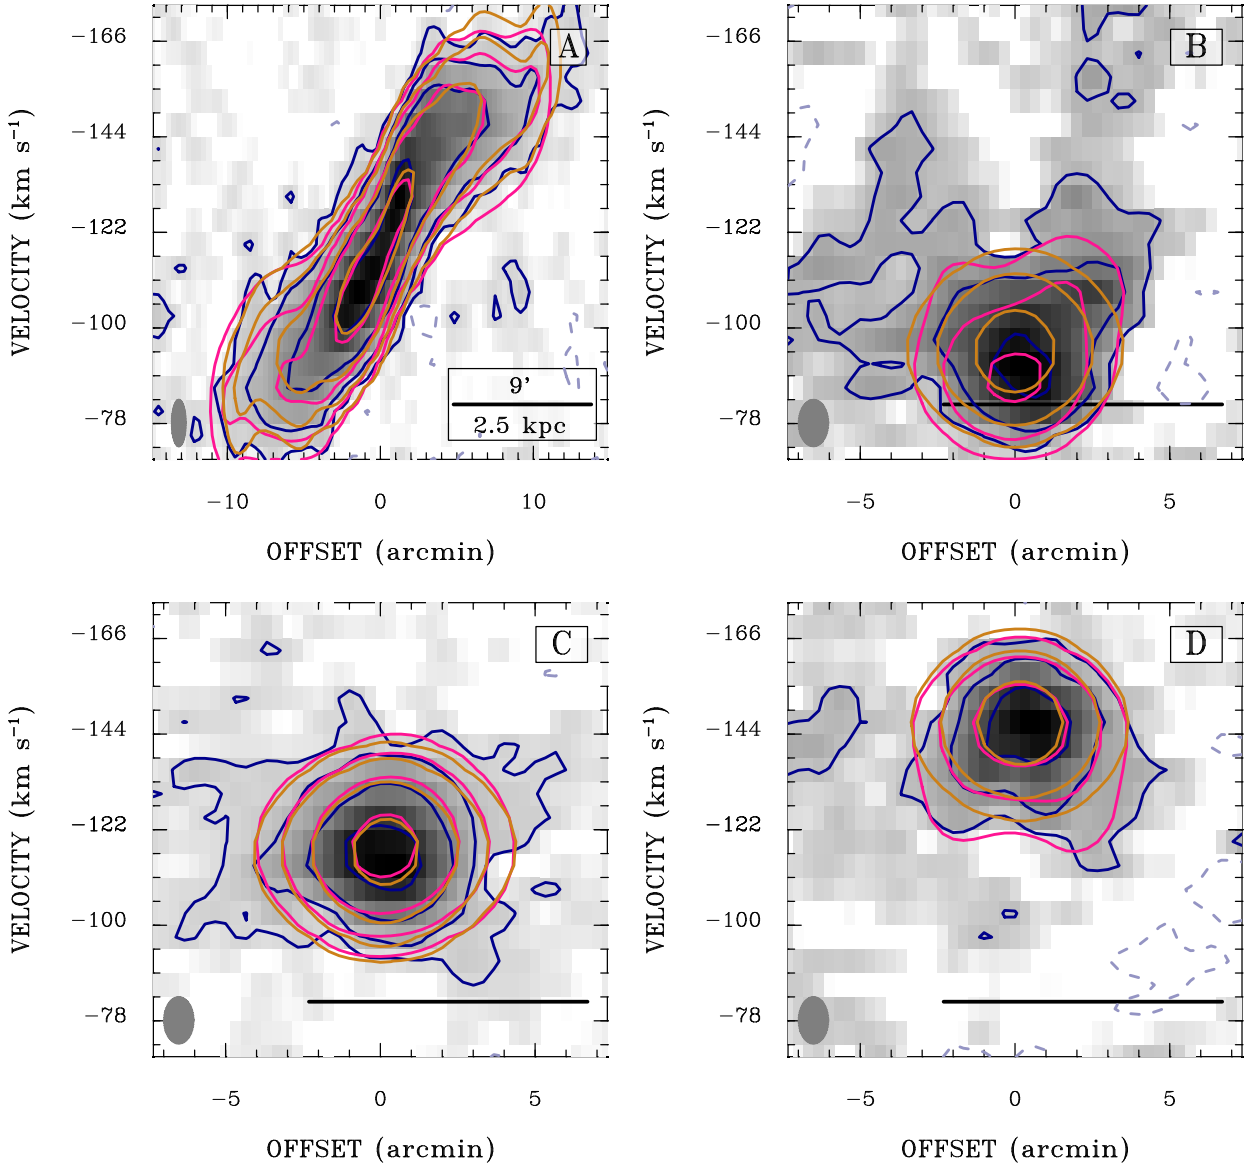 A
−166
−144
−122
−100
−78
VELOCITY (km s⁻¹)
9'
2.5 kpc
−10 0 10
OFFSET (arcmin)
B
−166
−144
−122
−100
−78
VELOCITY (km s⁻¹)
−5 0 5
OFFSET (arcmin)
C
−166
−144
−122
−100
−78
VELOCITY (km s⁻¹)
−5 0 5
OFFSET (arcmin)
D
−166
−144
−122
−100
−78
VELOCITY (km s⁻¹)
−5 0 5
OFFSET (arcmin)